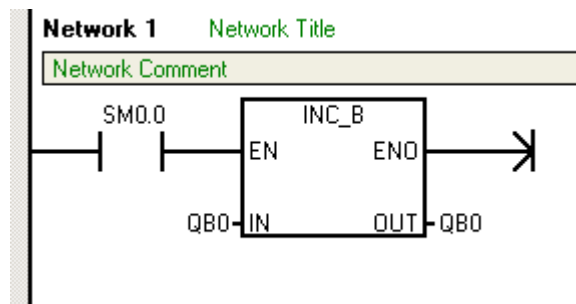 Network 1 Network Title
Network Comment
SM0.0 INC_B
EN ENO
QB0 IN OUT QB0